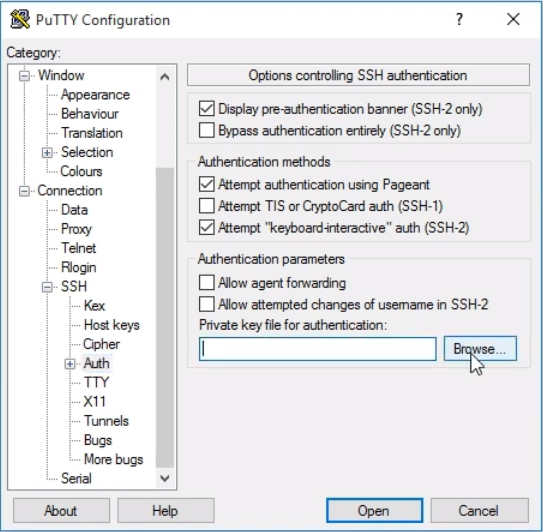 PuTTY Configuration
Category:
Window
Appearance
Behaviour
Translation
Selection
Colours
Connection
Data
Proxy
Telnet
Rlogin
SSH
Kex
Host keys
Cipher
Auth
TTY
X11
Tunnels
Bugs
More bugs
Serial
Options controlling SSH authentication
Display pre-authentication banner (SSH-2 only)
Bypass authentication entirely (SSH-2 only)
Authentication methods
Attempt authentication using Pageant
Attempt TIS or CryptoCard auth (SSH-1)
Attempt "keyboard-interactive" auth (SSH-2)
Authentication parameters
Allow agent forwarding
Allow attempted changes of username in SSH-2
Private key file for authentication:
Browse...
About
Help
Open
Cancel